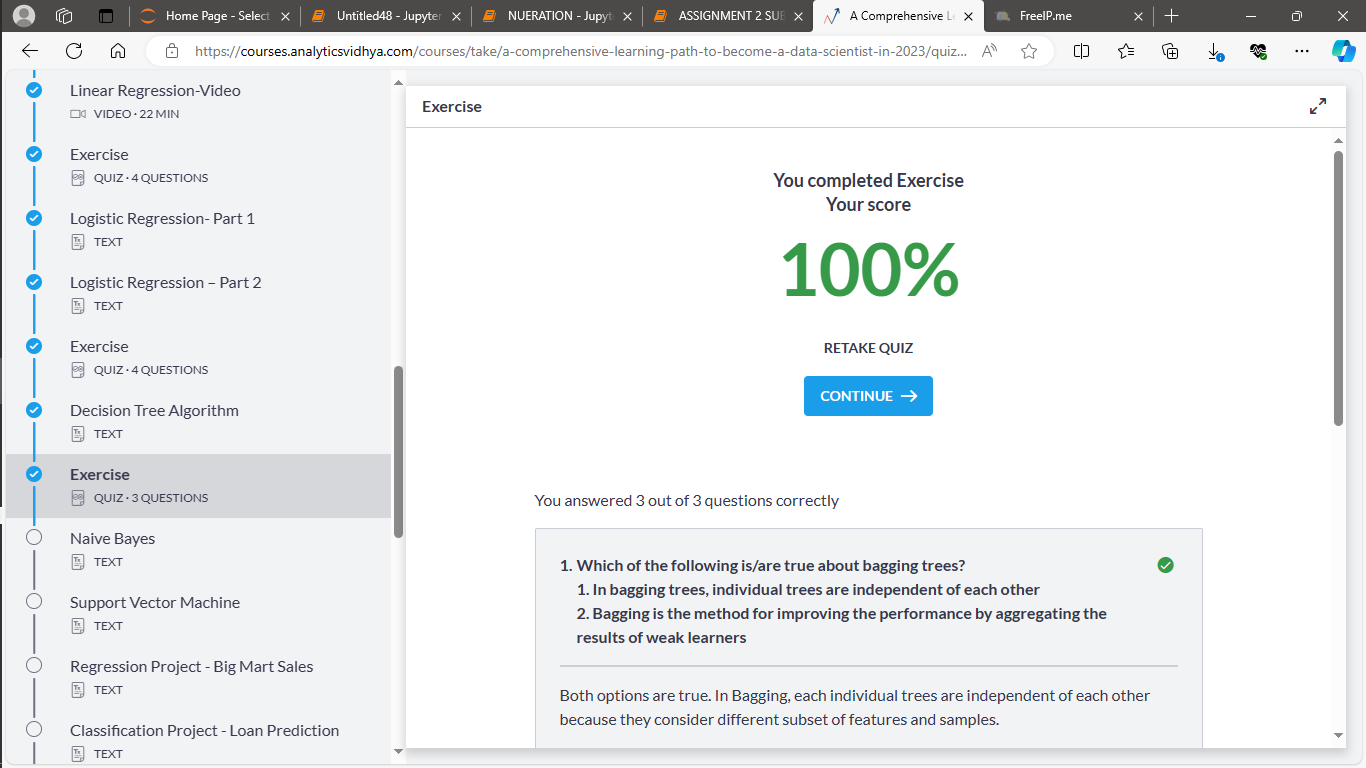 Home Page - Select
Untitled48 - Jupyter
NUERATION - Jupyte
ASSIGNMENT 2 SUB
A Comprehensive Le
FreeIP.me
https://courses.analyticsvidhya.com/courses/take/a-comprehensive-learning-path-to-become-a-data-scientist-in-2023/quiz...
Linear Regression-Video
VIDEO · 22 MIN
Exercise
QUIZ · 4 QUESTIONS
Logistic Regression- Part 1
TEXT
Logistic Regression – Part 2
TEXT
Exercise
QUIZ · 4 QUESTIONS
Decision Tree Algorithm
TEXT
Exercise
QUIZ · 3 QUESTIONS
Naive Bayes
TEXT
Support Vector Machine
TEXT
Regression Project - Big Mart Sales
TEXT
Classification Project - Loan Prediction
TEXT
Exercise
You completed Exercise
Your score
100%
RETAKE QUIZ
CONTINUE →
You answered 3 out of 3 questions correctly
1. Which of the following is/are true about bagging trees?
1. In bagging trees, individual trees are independent of each other
2. Bagging is the method for improving the performance by aggregating the
results of weak learners
Both options are true. In Bagging, each individual trees are independent of each other
because they consider different subset of features and samples.